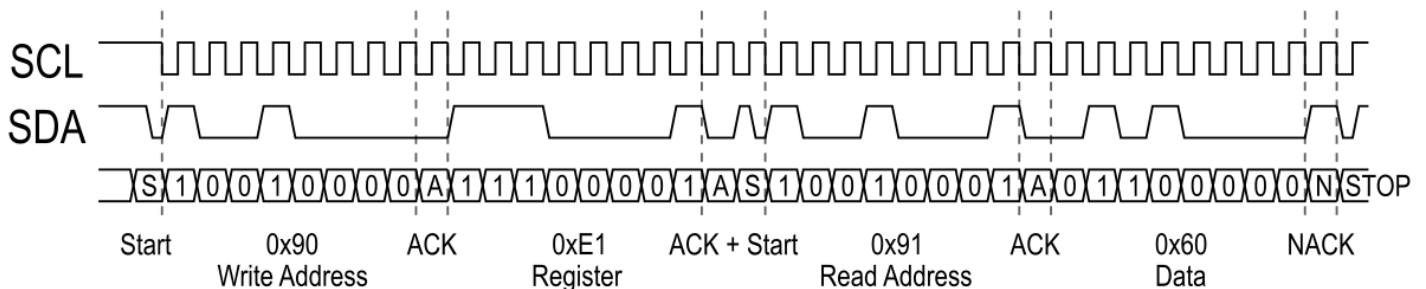 SCL
SDA
S 1 0 0 1 0 0 0 0 A 1 1 1 0 0 0 0 1 A S 1 0 0 1 0 0 0 1 A 0 1 1 0 0 0 0 0 N STOP
Start 0x90 ACK 0xE1 ACK + Start 0x91 ACK 0x60 NACK
Write Address Register Read Address Data